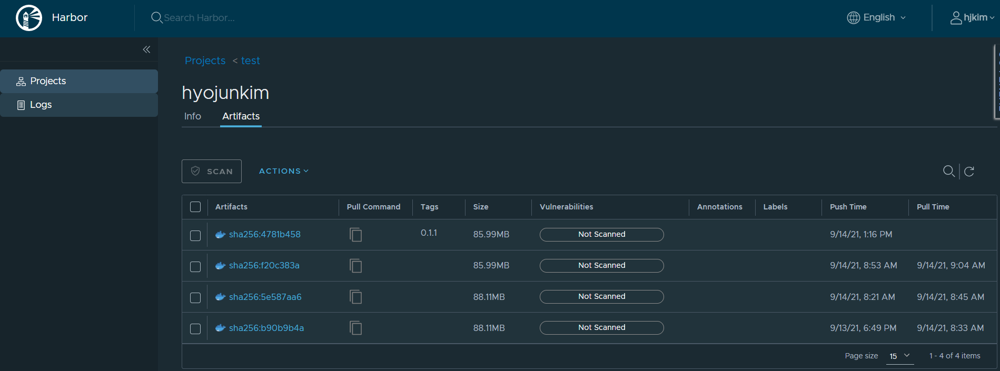 Harbor
Search Harbor...
English
hjkim
Projects
Logs
Projects < test
hyojunkim
Info Artifacts
SCAN ACTIONS
Artifacts Pull Command Tags Size Vulnerabilities Annotations Labels Push Time Pull Time
sha256:4781b458 0.1.1 85.99MB Not Scanned 9/14/21, 1:16 PM
sha256:f20c383a 85.99MB Not Scanned 9/14/21, 8:53 AM 9/14/21, 9:04 AM
sha256:5e587aa6 88.11MB Not Scanned 9/14/21, 8:21 AM 9/14/21, 8:45 AM
sha256:b90b9b4a 88.11MB Not Scanned 9/13/21, 6:49 PM 9/14/21, 8:33 AM
Page size 15 1 - 4 of 4 items